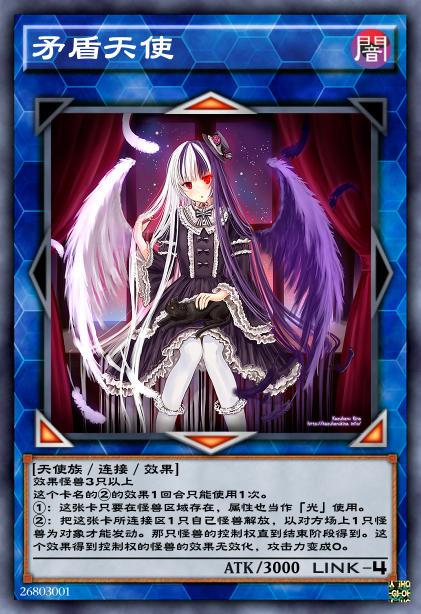 矛盾天使
闇
Kazuharu Kina
[天使族 / 连接 / 效果]
效果怪兽3只以上
这个卡名的②的效果1回合只能使用1次。
①：这张卡只要在怪兽区域存在，属性也当作「光」使用。
②：把这张卡所连接区1只自己怪兽解放，以对方场上1只怪
兽为对象才能发动。那只怪兽的控制权直到结束阶段得到。这
个效果得到控制权的怪兽的效果无效化，攻击力变成0。
ATK/3000 LINK-4
26803001